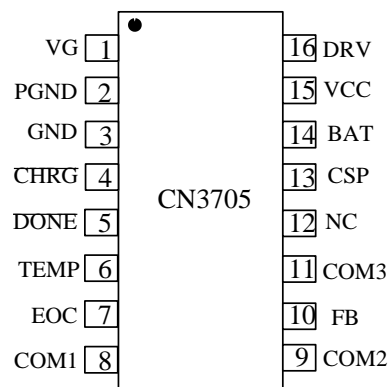 VG 1 16 DRV
PGND 2 15 VCC
GND 3 14 BAT
CHRG 4 13 CSP
CN3705
DONE 5 12 NC
TEMP 6 11 COM3
EOC 7 10 FB
COM1 8 9 COM2